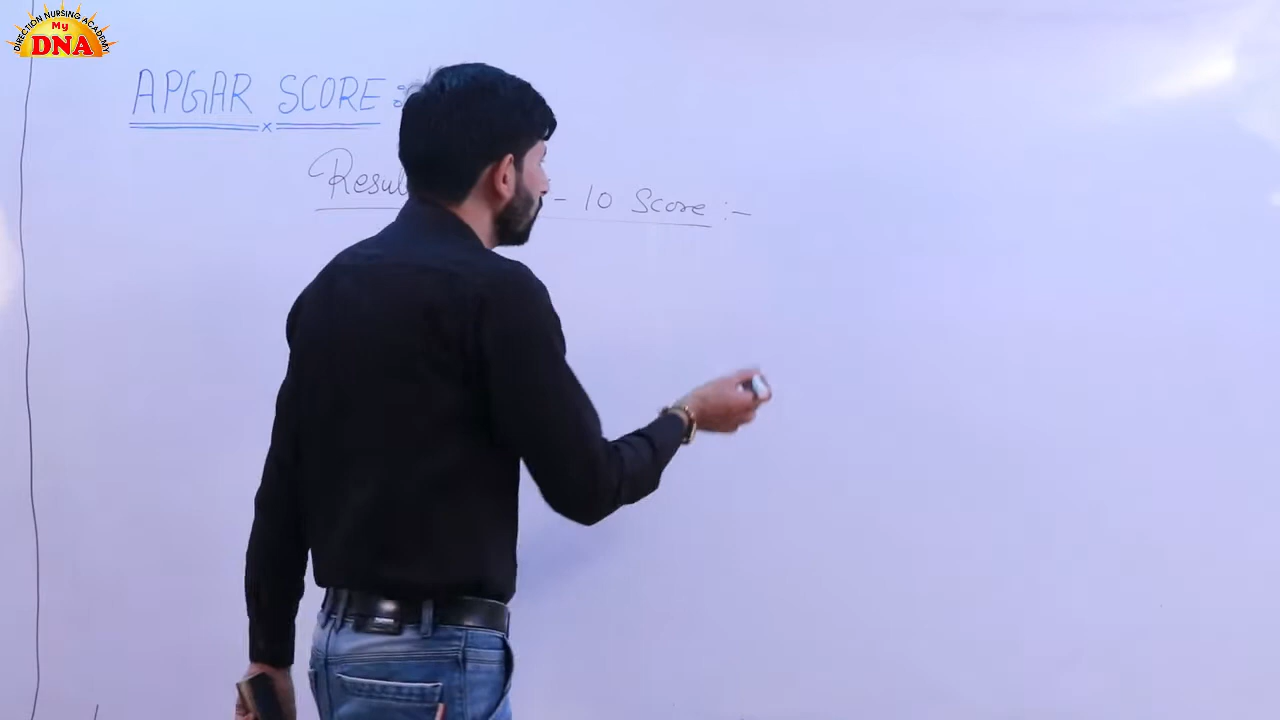 DIRECTION NURSING ACADEMY
My
DNA
APGAR SCORE :
Resul - 10 Score :-